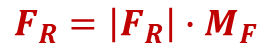 F_R = |F_R| · M_F